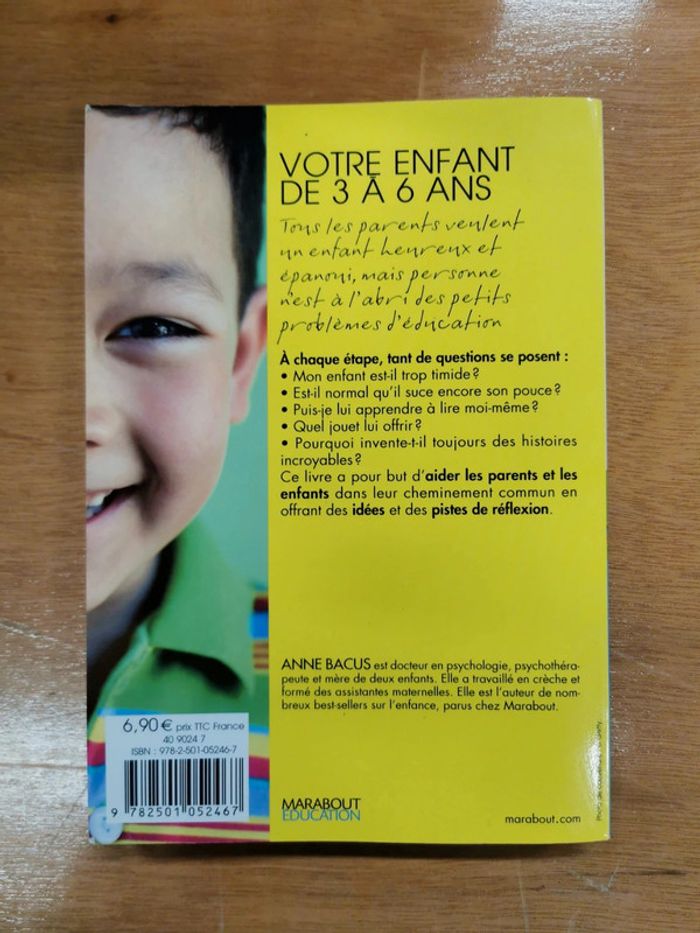 VOTRE ENFANT
DE 3 À 6 ANS
Tous les parents veulent
un enfant heureux et
épanoui, mais personne
n'est à l'abri des petits
problèmes d'éducation
À chaque étape, tant de questions se posent :
• Mon enfant est-il trop timide ?
• Est-il normal qu'il suce encore son pouce ?
• Puis-je lui apprendre à lire moi-même ?
• Quel jouet lui offrir ?
• Pourquoi invente-t-il toujours des histoires
incroyables ?
Ce livre a pour but d'aider les parents et les
enfants dans leur cheminement commun en
offrant des idées et des pistes de réflexion.
ANNE BACUS est docteur en psychologie, psychothéra-
peute et mère de deux enfants. Elle a travaillé en crèche et
formé des assistantes maternelles. Elle est l'auteur de nom-
breux best-sellers sur l'enfance, parus chez Marabout.
6,90 € prix TTC France
40 9024 7
ISBN : 978-2-501-05246-7
9 782501 052467
MARABOUT
EDUCATION
marabout.com